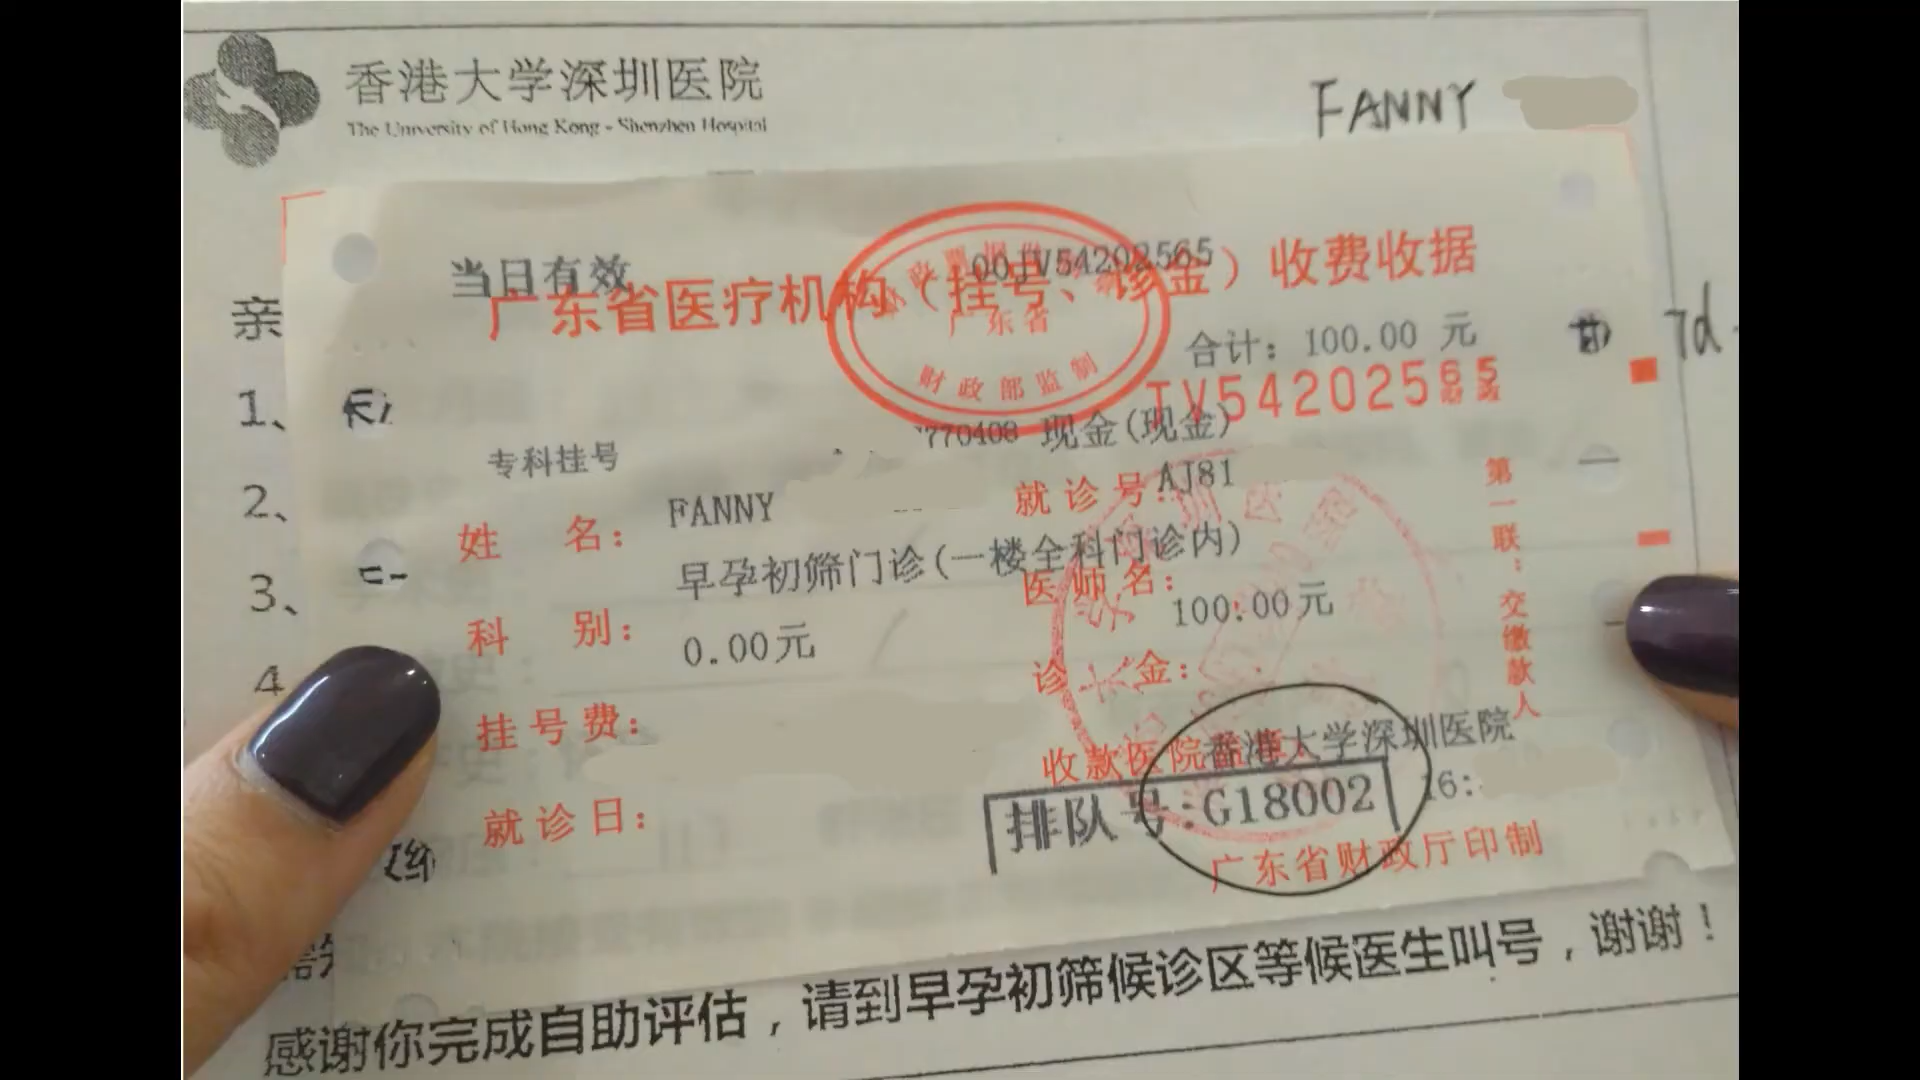 香港大学深圳医院
The University of Hong Kong - Shenzhen Hospital
FANNY
当日有效
00JV54202565
广东省医疗机构（挂号、诊金）收费收据
广东省
财政部监制
合计：100.00 元
7d
亲
TV54202565
1、
770408 现金(现金)
专科挂号
就诊号：AJ81
2、
姓 名：FANNY
早孕初筛门诊(一楼全科门诊内)
医师名：
3、
科 别：
100.00元
0.00元
诊 金：
第一联：交缴款人
4
挂号费：
香港大学深圳医院
收款医院
排队号:G18002
16:
就诊日：
广东省财政厅印制
感谢你完成自助评估，请到早孕初筛候诊区等候医生叫号，谢谢！